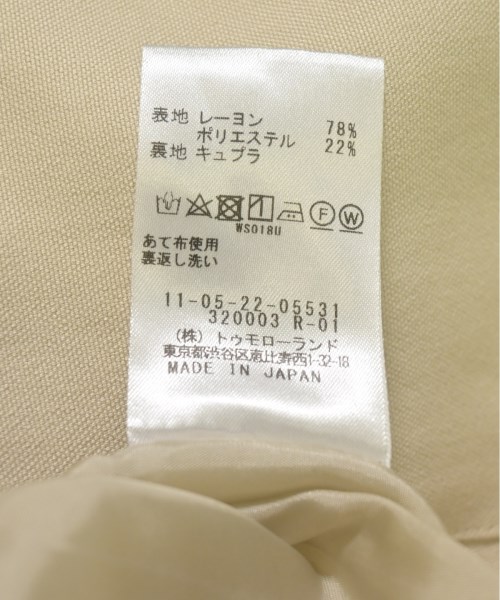 表地 レーヨン 78%
ポリエステル 22%
裏地 キュプラ
F W
WS018U
あて布使用
裏返し洗い
11-05-22-05531
320003 R-01
(株) トゥモローランド
東京都渋谷区恵比寿西1-32-18
MADE IN JAPAN